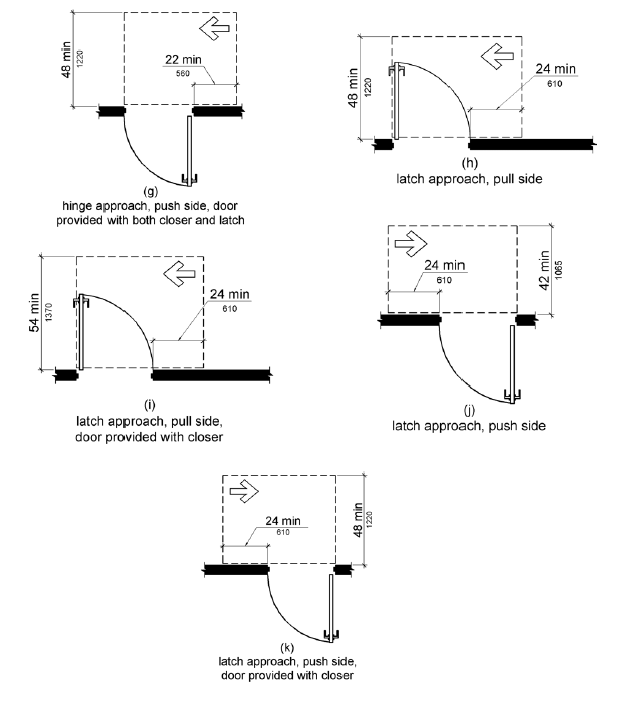 48 min
1220
22 min
560
(g)
hinge approach, push side, door
provided with both closer and latch
48 min
1220
24 min
610
(h)
latch approach, pull side
54 min
1370
24 min
610
(i)
latch approach, pull side,
door provided with closer
24 min
610
42 min
1065
(j)
latch approach, push side
24 min
610
48 min
1220
(k)
latch approach, push side,
door provided with closer